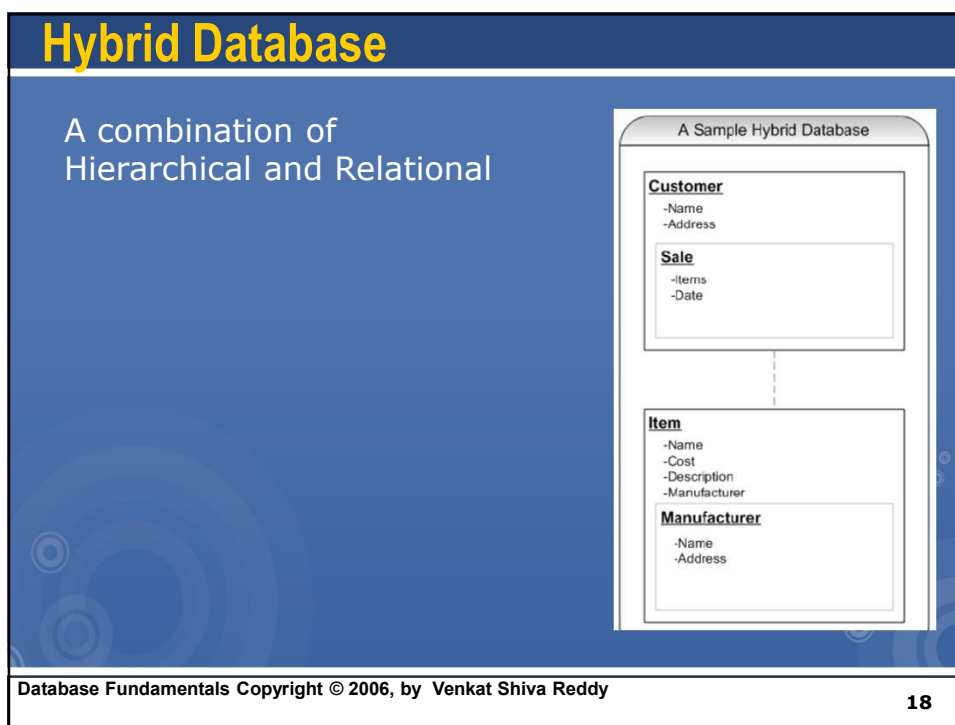 Hybrid Database
A combination of
Hierarchical and Relational
A Sample Hybrid Database
Customer
-Name
-Address
Sale
-Items
-Date
Item
-Name
-Cost
-Description
-Manufacturer
Manufacturer
-Name
-Address
Database Fundamentals Copyright © 2006, by Venkat Shiva Reddy
18